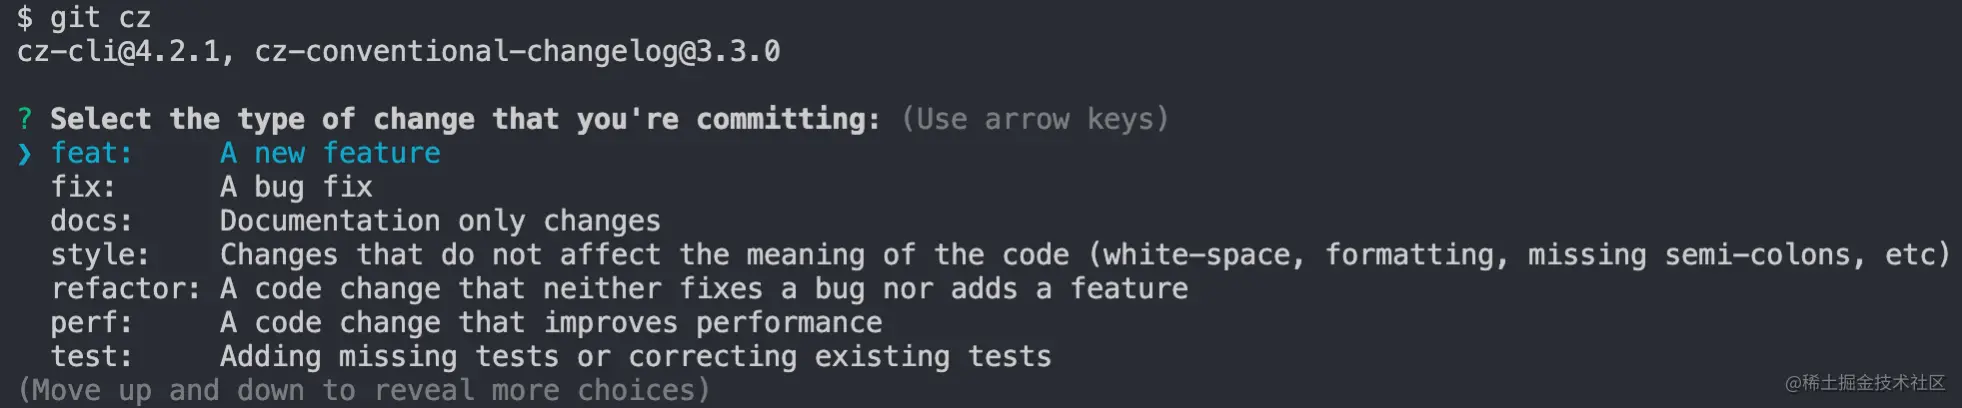 $ git cz
cz-cli@4.2.1, cz-conventional-changelog@3.3.0
? Select the type of change that you're committing: (Use arrow keys)
❯ feat:     A new feature
  fix:      A bug fix
  docs:     Documentation only changes
  style:    Changes that do not affect the meaning of the code (white-space, formatting, missing semi-colons, etc)
  refactor: A code change that neither fixes a bug nor adds a feature
  perf:     A code change that improves performance
  test:     Adding missing tests or correcting existing tests
(Move up and down to reveal more choices)
@稀土掘金技术社区